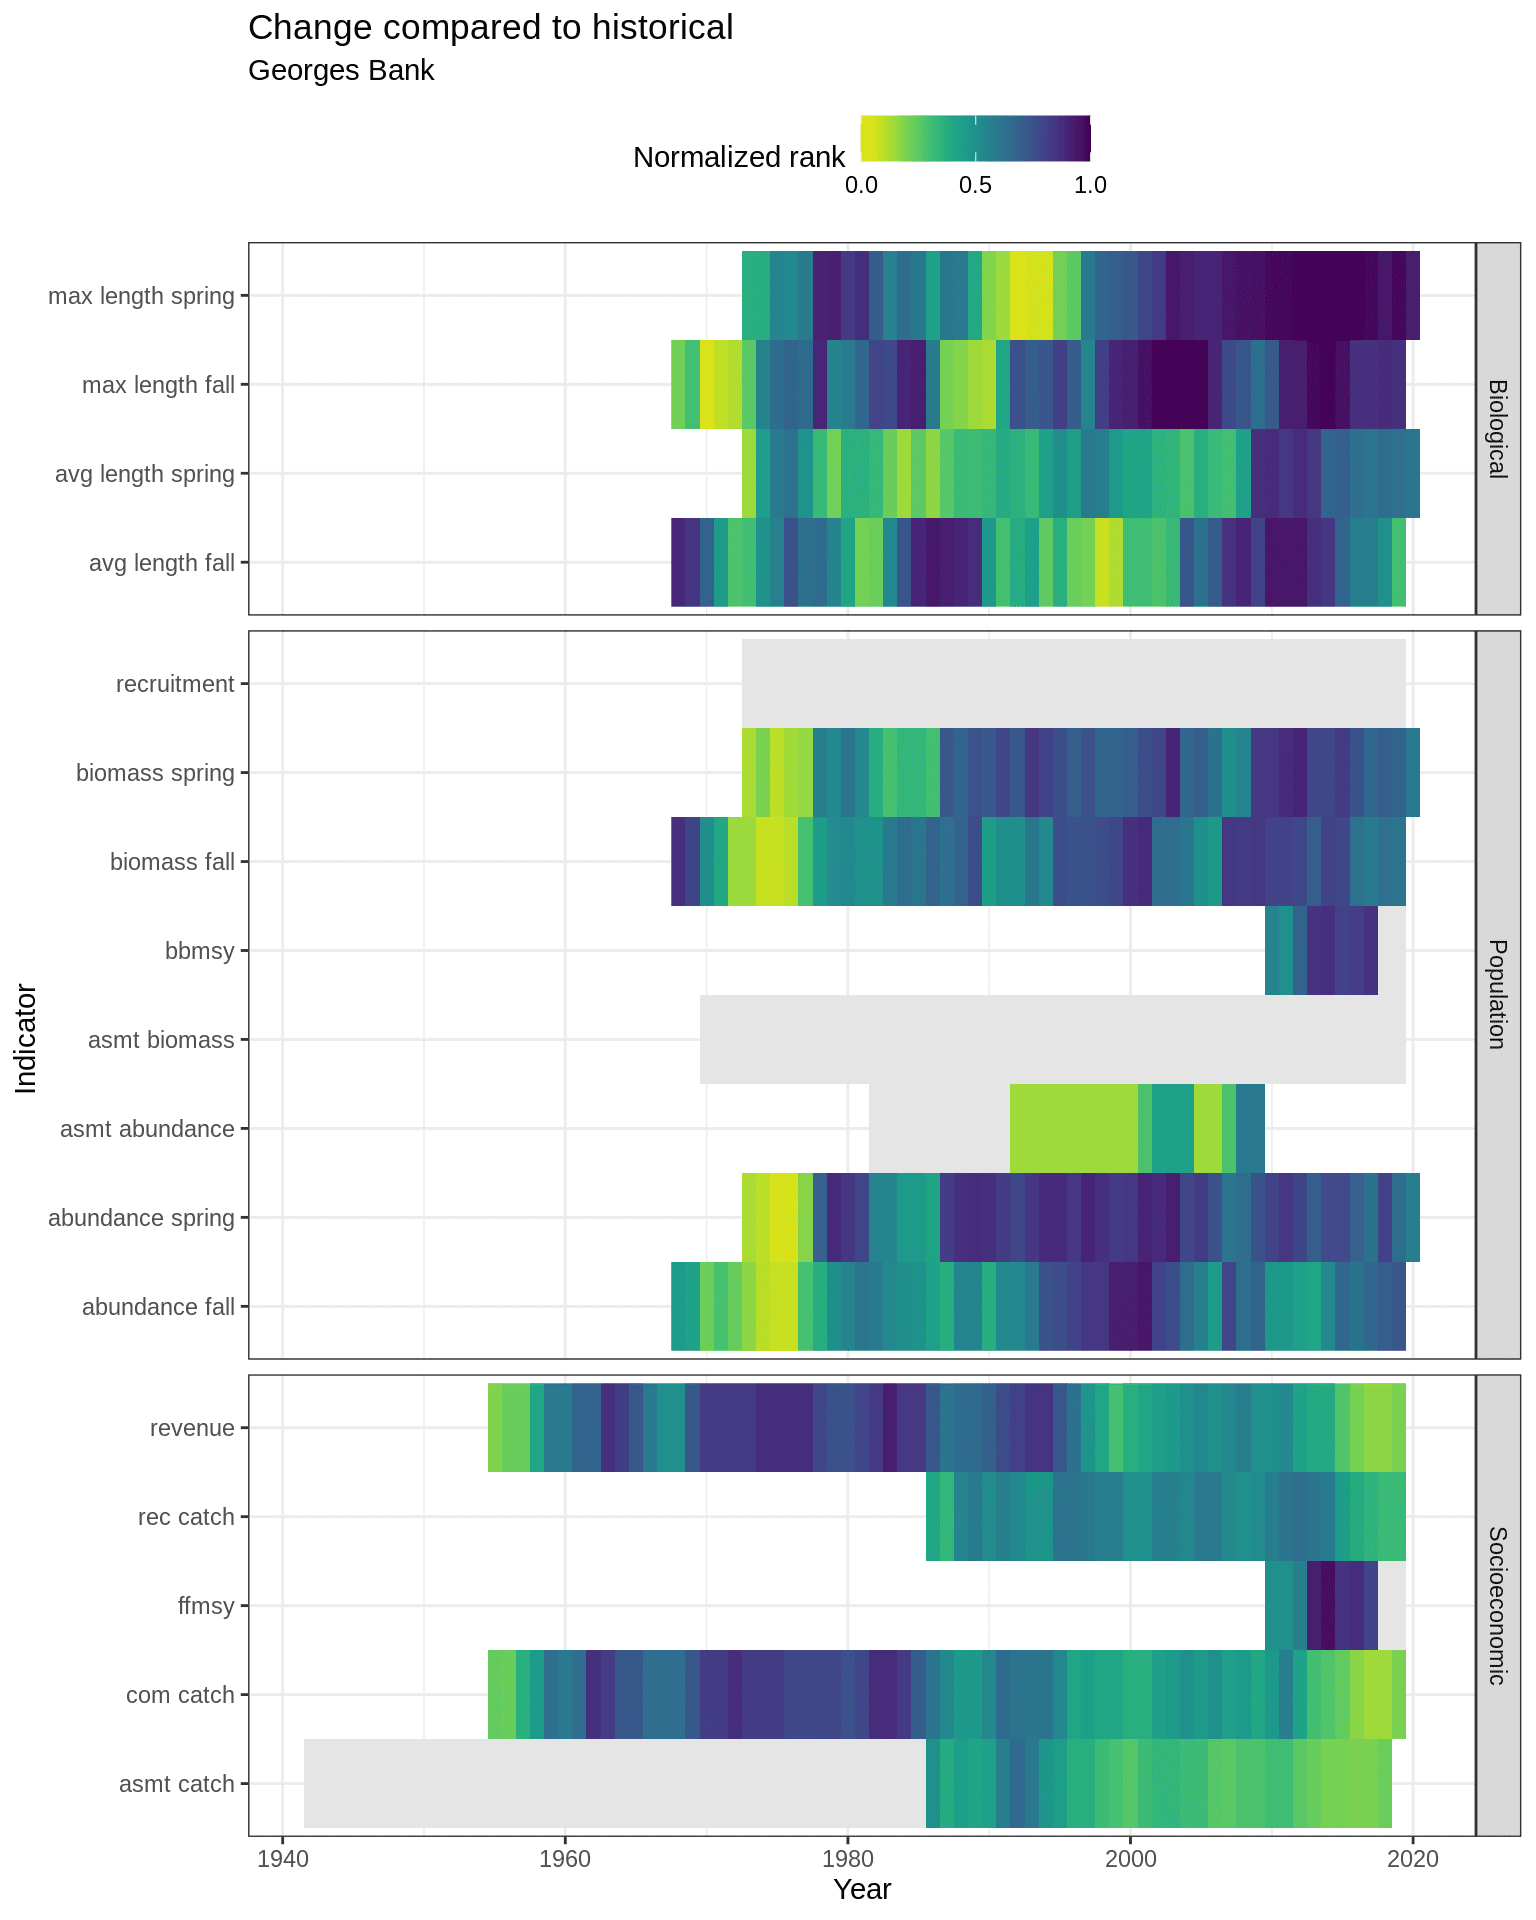 Change compared to historical
Georges Bank
Normalized rank
0.0 0.5 1.0
max length spring
max length fall
avg length spring
avg length fall
Biological
recruitment
biomass spring
biomass fall
bbmsy
asmt biomass
asmt abundance
abundance spring
abundance fall
Population
Indicator
revenue
rec catch
ffmsy
com catch
asmt catch
Socioeconomic
1940 1960 1980 2000 2020
Year